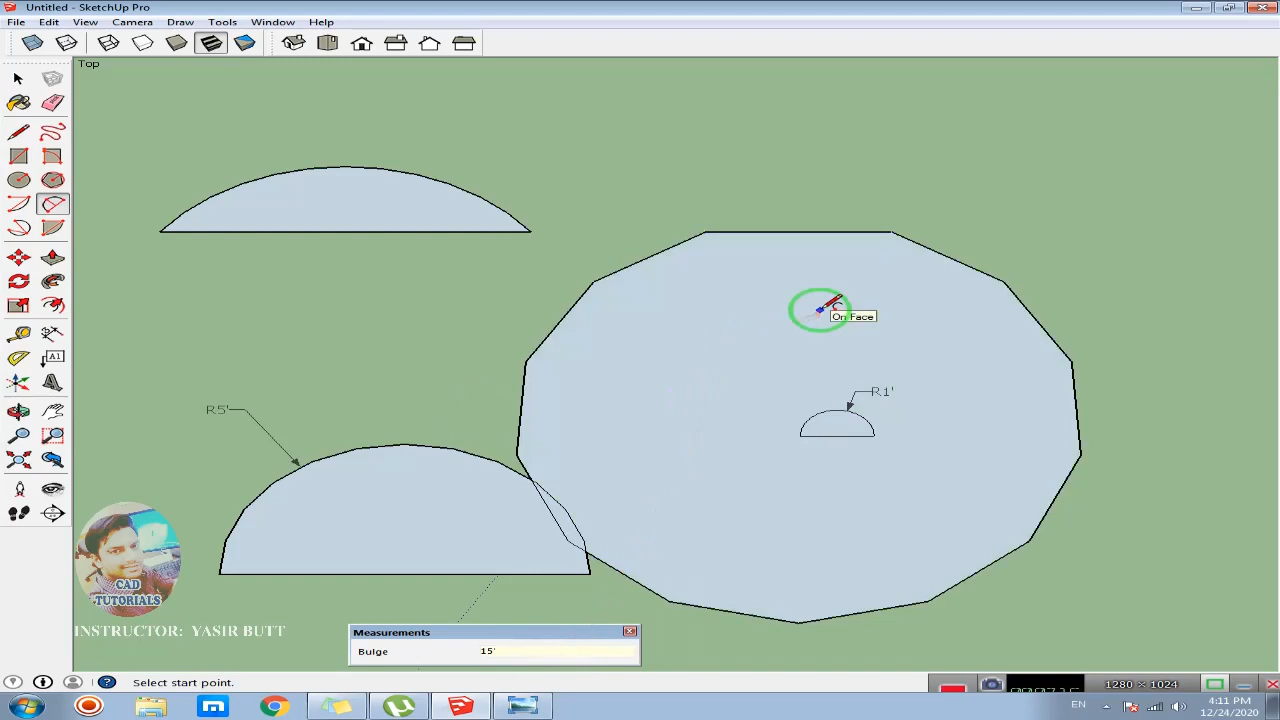 Untitled - SketchUp Pro
File Edit View Camera Draw Tools Window Help
Top
A1
On Face
R1'
R5'
CAD
TUTORIALS
INSTRUCTOR: YASIR BUTT
Measurements
Bulge 15'
Select start point.
1280 × 1024
EN
4:11 PM
12/24/2020